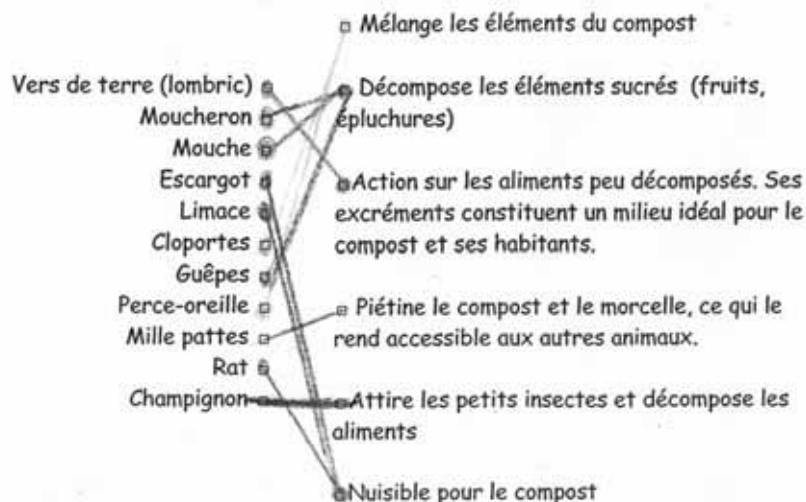 Mélange les éléments du compost
Vers de terre (lombric)
Moucheron
Mouche
Escargot
Limace
Cloportes
Guêpes
Perce-oreille
Mille pattes
Rat
Champignon
Décompose les éléments sucrés (fruits,
épluchures)
Action sur les aliments peu décomposés. Ses
excréments constituent un milieu idéal pour le
compost et ses habitants.
Piétine le compost et le morcelle, ce qui le
rend accessible aux autres animaux.
Attire les petits insectes et décompose les
aliments
Nuisible pour le compost